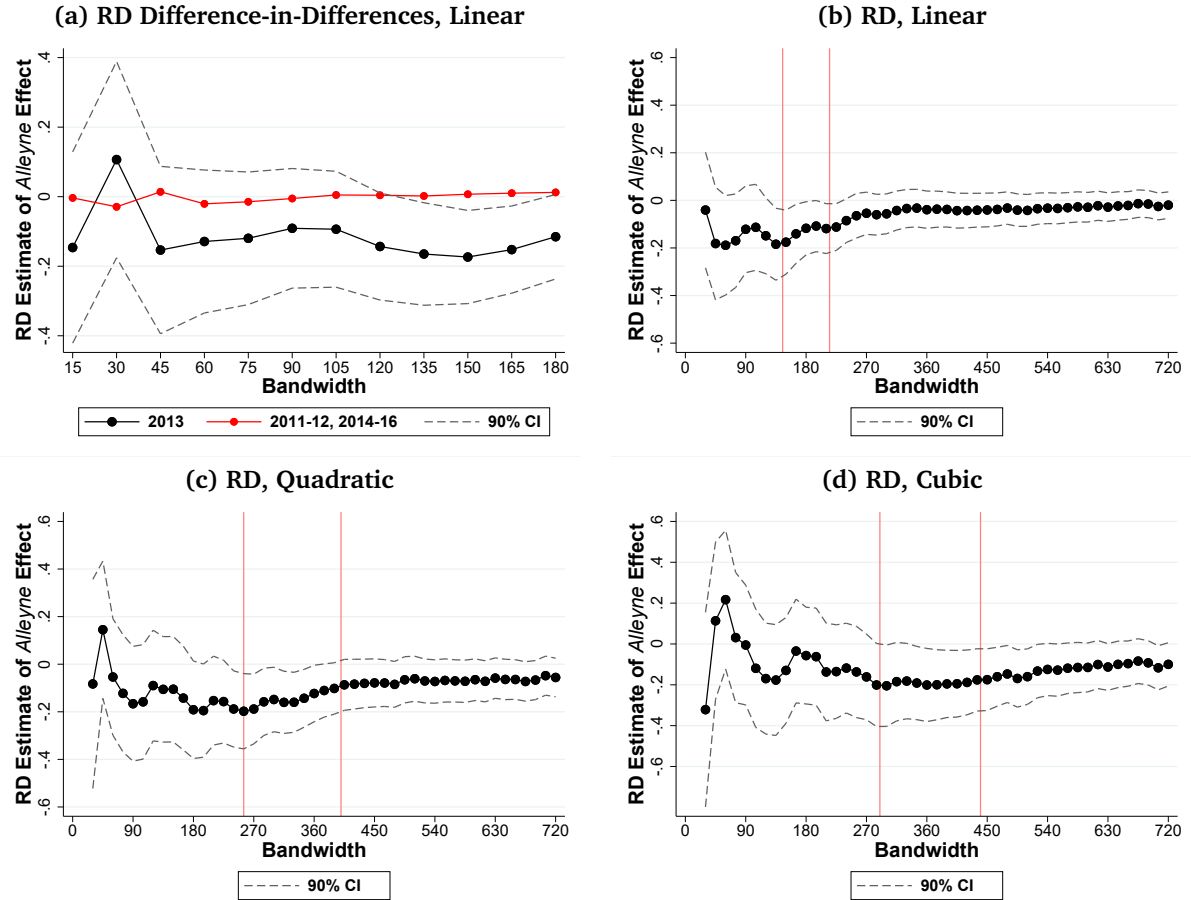 (a) RD Difference-in-Differences, Linear
RD Estimate of Alleyne Effect
.4
.2
0
-.2
-.4
15 30 45 60 75 90 105 120 135 150 165 180
Bandwidth
2013 2011-12, 2014-16 90% CI
(b) RD, Linear
RD Estimate of Alleyne Effect
.6
.4
.2
0
-.2
-.4
-.6
0 90 180 270 360 450 540 630 720
Bandwidth
90% CI
(c) RD, Quadratic
RD Estimate of Alleyne Effect
.6
.4
.2
0
-.2
-.4
-.6
0 90 180 270 360 450 540 630 720
Bandwidth
90% CI
(d) RD, Cubic
RD Estimate of Alleyne Effect
.6
.4
.2
0
-.2
-.4
-.6
0 90 180 270 360 450 540 630 720
Bandwidth
90% CI